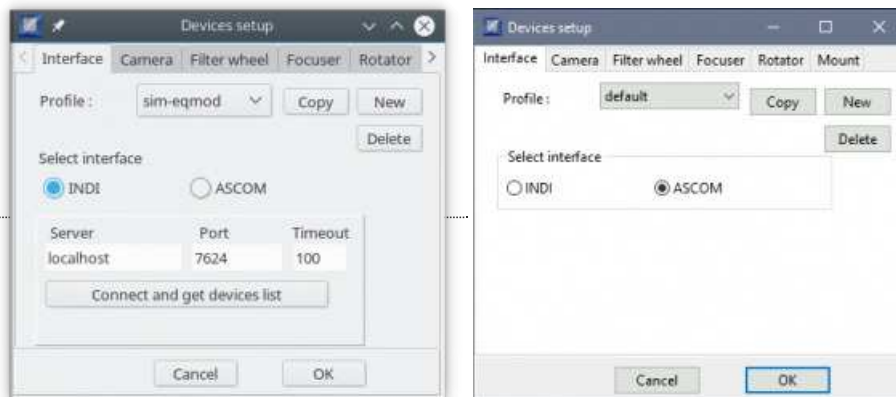 Devices setup
Interface Camera Filter wheel Focuser Rotator
Profile : sim-eqmod Copy New
Delete
Select interface
INDI ASCOM
Server Port Timeout
localhost 7624 100
Connect and get devices list
Cancel OK
Devices setup
Interface Camera Filter wheel Focuser Rotator Mount
Profile : default Copy New
Delete
Select interface
INDI ASCOM
Cancel OK